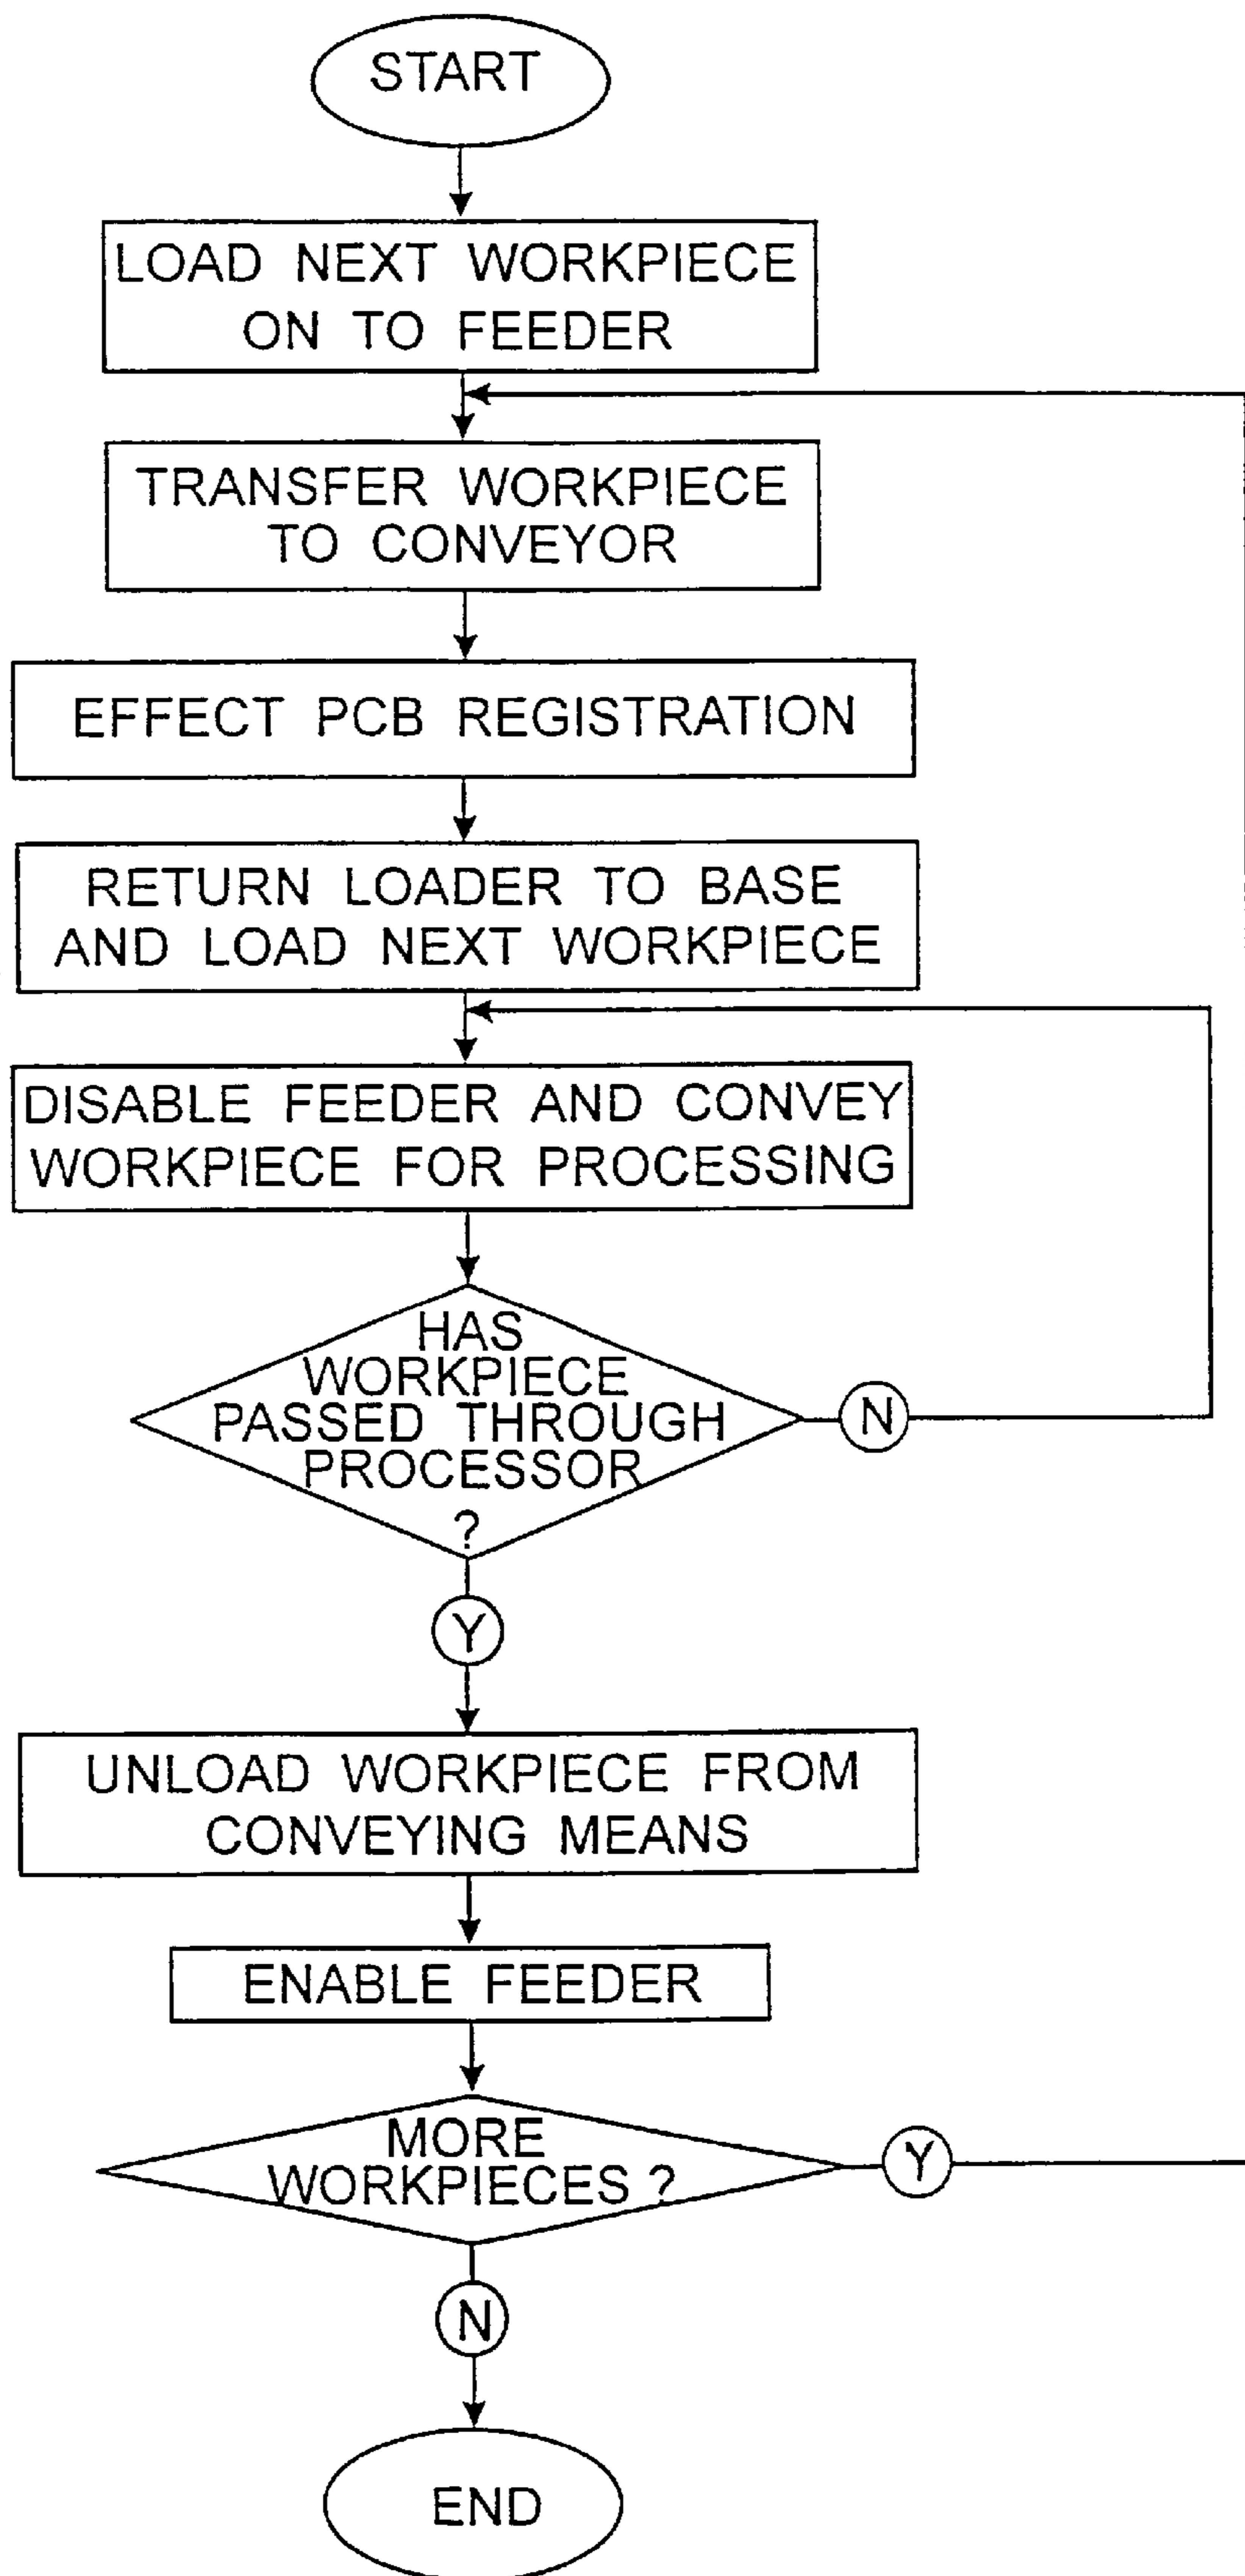 START
LOAD NEXT WORKPIECE
ON TO FEEDER
TRANSFER WORKPIECE
TO CONVEYOR
EFFECT PCB REGISTRATION
RETURN LOADER TO BASE
AND LOAD NEXT WORKPIECE
DISABLE FEEDER AND CONVEY
WORKPIECE FOR PROCESSING
HAS
WORKPIECE
PASSED THROUGH
PROCESSOR
?
N
Y
UNLOAD WORKPIECE FROM
CONVEYING MEANS
ENABLE FEEDER
MORE
WORKPIECES ?
Y
N
END